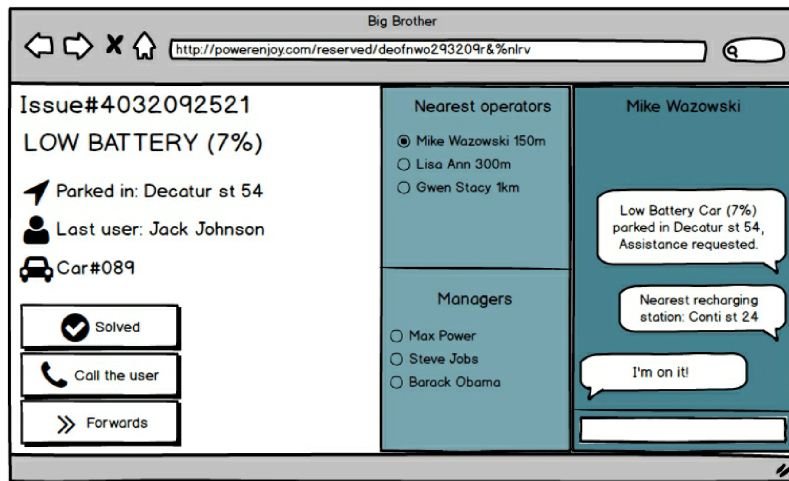 Big Brother
http://powerenjoy.com/reserved/deofnwo293209r&%nlrv
Issue#4032092521
LOW BATTERY (7%)
Parked in: Decatur st 54
Last user: Jack Johnson
Car#089
Solved
Call the user
Forwards
Nearest operators
Mike Wazowski 150m
Lisa Ann 300m
Gwen Stacy 1km
Managers
Max Power
Steve Jobs
Barack Obama
Mike Wazowski
Low Battery Car (7%)
parked in Decatur st 54,
Assistance requested.
Nearest recharging
station: Conti st 24
I'm on it!